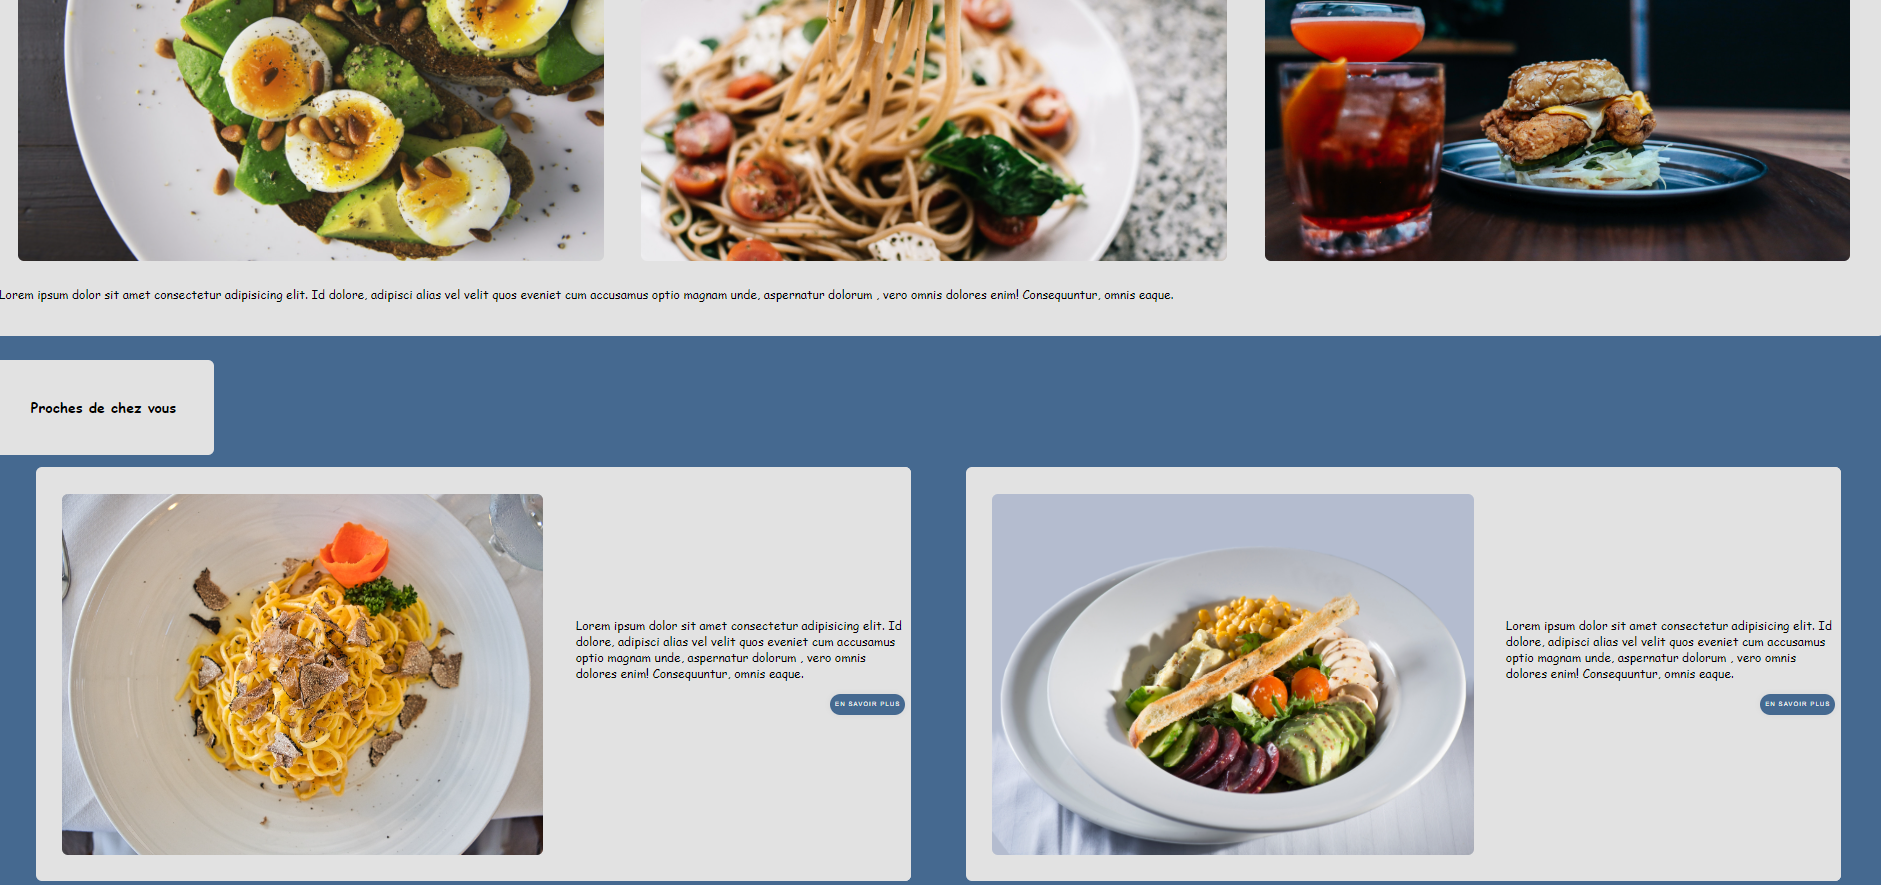 Lorem ipsum dolor sit amet consectetur adipisicing elit. Id dolore, adipisci alias vel velit quos eveniet cum accusamus optio magnam unde, aspernatur dolorum , vero omnis dolores enim! Consequuntur, omnis eaque.
Proches de chez vous
Lorem ipsum dolor sit amet consectetur adipisicing elit. Id
dolore, adipisci alias vel velit quos eveniet cum accusamus
optio magnam unde, aspernatur dolorum , vero omnis
dolores enim! Consequuntur, omnis eaque.
EN SAVOIR PLUS
Lorem ipsum dolor sit amet consectetur adipisicing elit. Id
dolore, adipisci alias vel velit quos eveniet cum accusamus
optio magnam unde, aspernatur dolorum , vero omnis
dolores enim! Consequuntur, omnis eaque.
EN SAVOIR PLUS